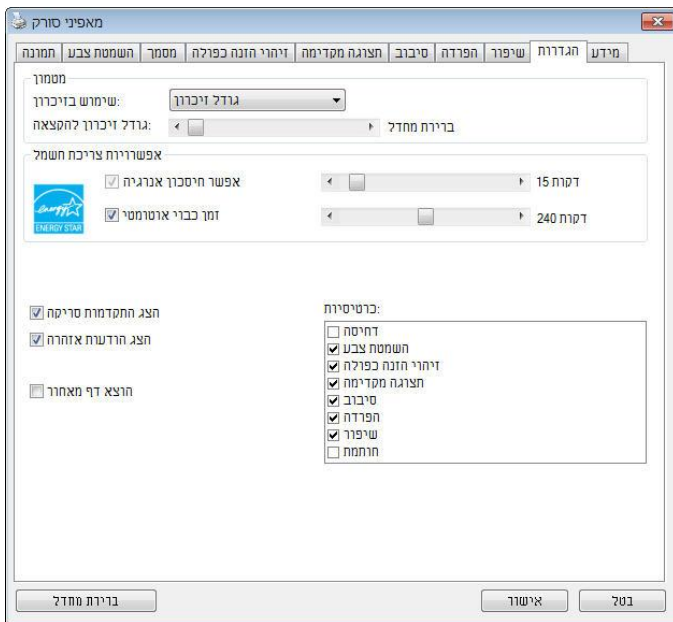 מאפיני סורק
תמונה | השמטת צבע | מסמך | זיהוי הזנה כפולה | תצוגה מקדימה | סיבוב | הפרדה | שיפור | הגדרות | מידע
מטמון
שימוש בזיכרון:
גודל זיכרון
גודל זיכרון להקצאה:
ברירת מחדל
אפשרויות צריכת חשמל
energy
ENERGY STAR
אפשר חיסכון אנרגיה
דקות 15
זמן כבוי אוטומטי
דקות 240
הצג התקדמות סריקה
הצג הודעות אזהרה
הוצא דף מאחור
כרטיסיות:
דחיסה
השמטת צבע
זיהוי הזנה כפולה
תצוגה מקדימה
סיבוב
הפרדה
שיפור
חותמת
ברירת מחדל
אישור
בטל